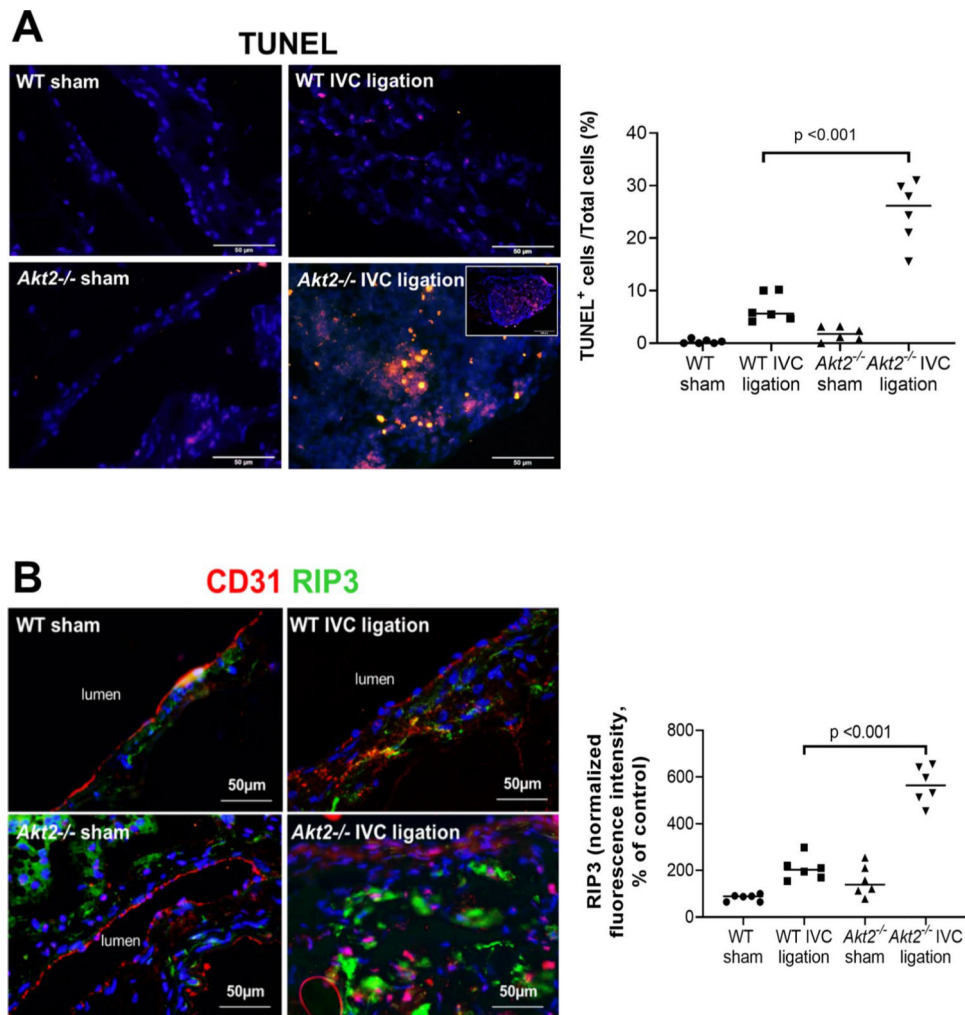 A
TUNEL
WT sham
WT IVC ligation
50 µm
50 µm
Akt2-/- sham
Akt2-/- IVC ligation
50 µm
50 µm
TUNEL⁺ cells /Total cells (%)
40
30
20
10
0
p <0.001
WT sham
WT IVC ligation
Akt2⁻/⁻ sham
Akt2⁻/⁻ IVC ligation
B
CD31 RIP3
WT sham
WT IVC ligation
lumen
lumen
50µm
50µm
Akt2-/- sham
Akt2-/- IVC ligation
lumen
50µm
50µm
RIP3 (normalized
fluorescence intensity,
% of control)
800
600
400
200
0
p <0.001
WT sham
WT IVC ligation
Akt2⁻/⁻ sham
Akt2⁻/⁻ IVC ligation